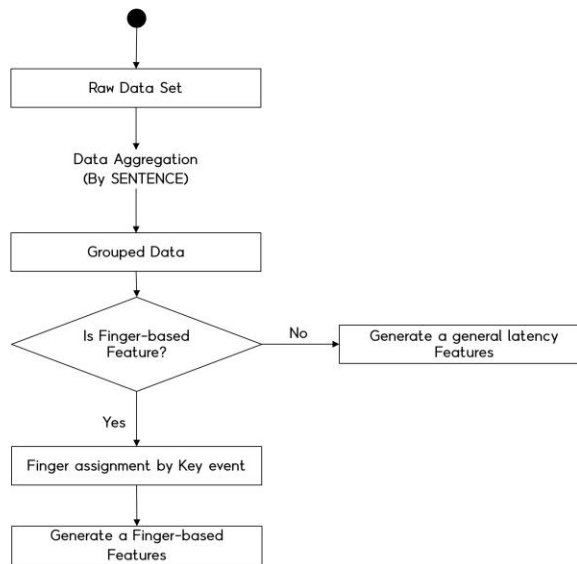 Raw Data Set
Data Aggregation
(By SENTENCE)
Grouped Data
Is Finger-based
Feature?
No
Generate a general latency
Features
Yes
Finger assignment by Key event
Generate a Finger-based
Features